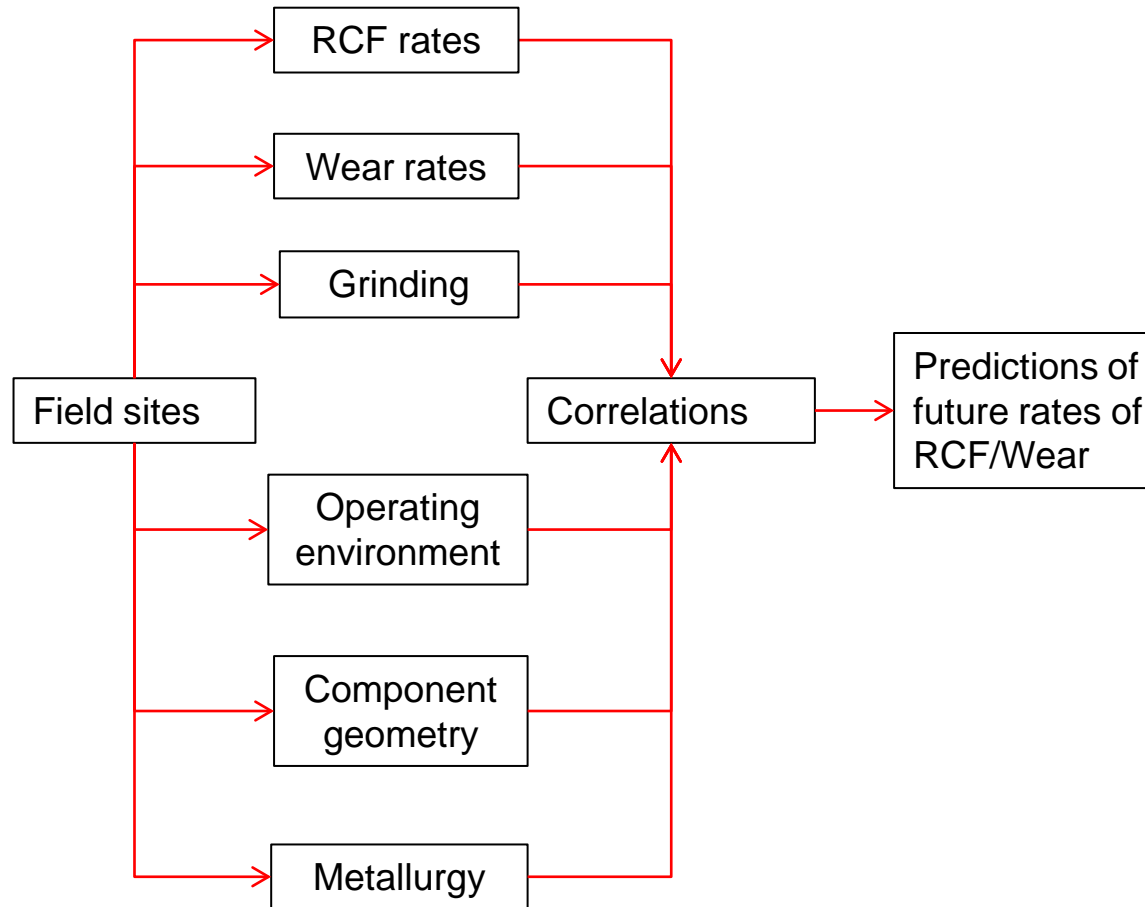 RCF rates
Wear rates
Grinding
Field sites
Correlations
Predictions of
future rates of
RCF/Wear
Operating
environment
Component
geometry
Metallurgy